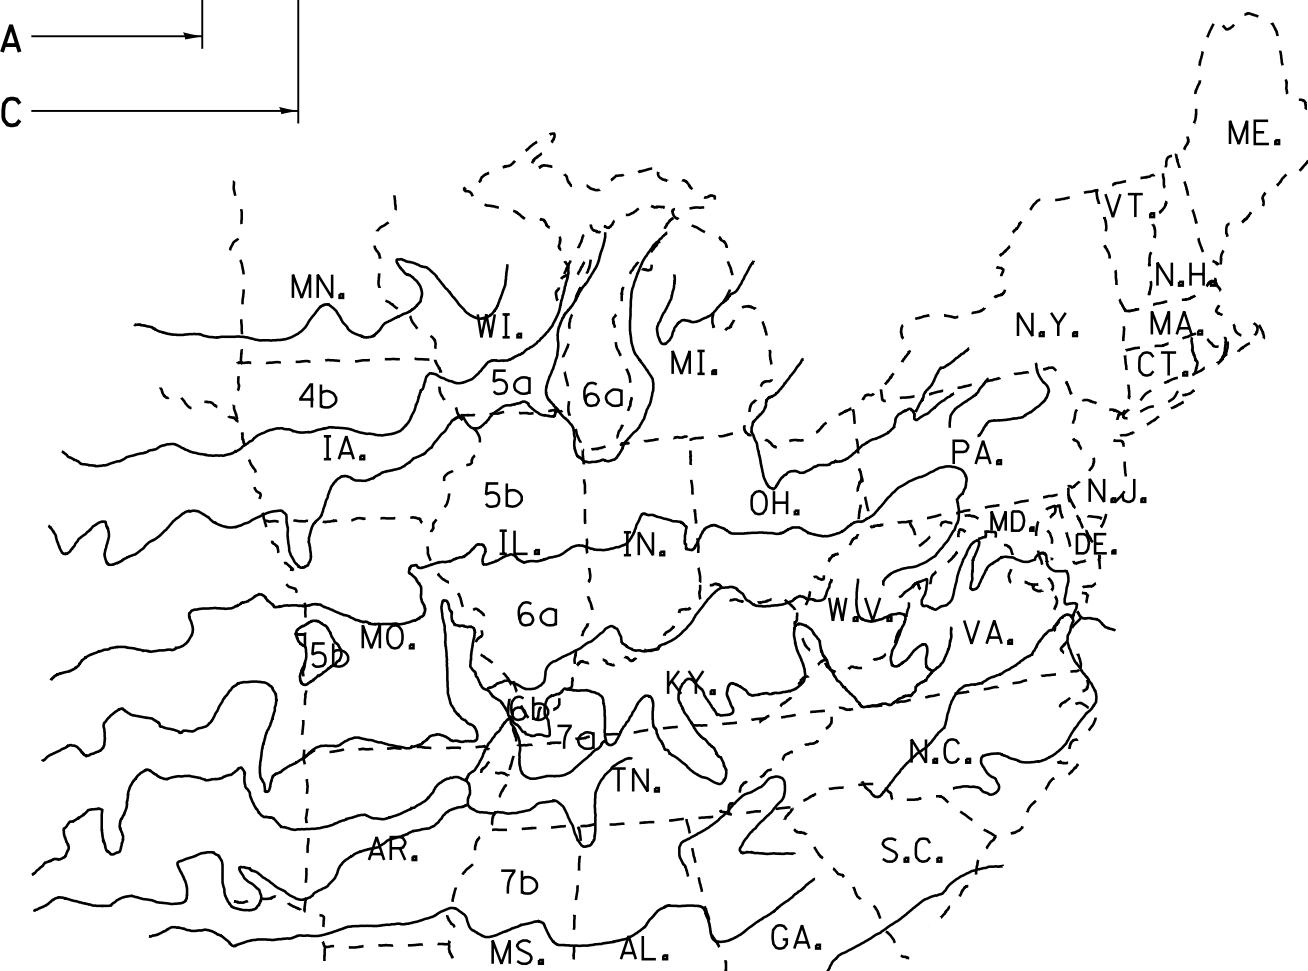 A
C
ME.
VT.
N.H.
MN.
WI.
N.Y.
MA.
MI.
CT.
4b
5a
6a
IA.
PA.
5b
OH.
N.J.
IL.
IN.
MD.
DE.
6a
W.V.
VA.
MO.
5b
KY.
6b
7a
N.C.
TN.
AR.
S.C.
7b
MS.
AL.
GA.